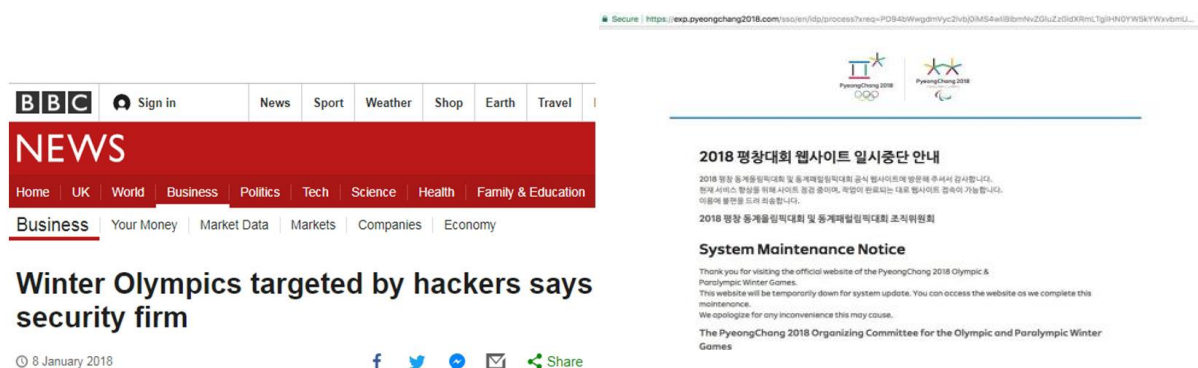 BBC Sign in News Sport Weather Shop Earth Travel
NEWS
Home UK World Business Politics Tech Science Health Family & Education
Business Your Money Market Data Markets Companies Economy
Winter Olympics targeted by hackers says
security firm
8 January 2018
Share
Secure https://exp.pyeongchang2018.com/sso/en/idp/process?
PyeongChang 2018 PyeongChang 2018
2018 평창대회 웹사이트 일시중단 안내
2018 평창 동계올림픽대회 및 동계패럴림픽대회 공식 웹사이트에 방문해 주셔서 감사합니다.
현재 서비스 향상을 위해 사이트 점검 중이며, 작업이 완료되는 대로 웹사이트 접속이 가능합니다.
이용에 불편을 드려 죄송합니다.
2018 평창 동계올림픽대회 및 동계패럴림픽대회 조직위원회
System Maintenance Notice
Thank you for visiting the official website of the PyeongChang 2018 Olympic &
Paralympic Winter Games.
This website will be temporarily down for system update. You can access the website as we complete this
maintenance.
We apologize for any inconvenience this may cause.
The PyeongChang 2018 Organizing Committee for the Olympic and Paralympic Winter
Games